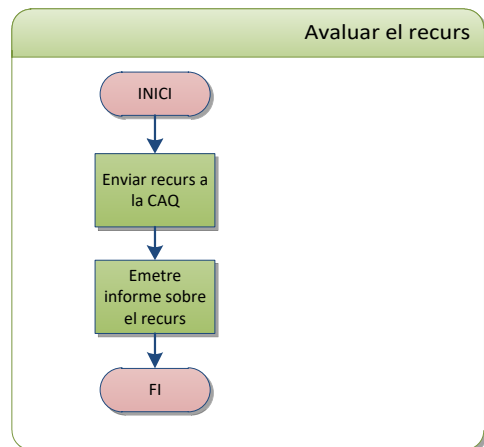 Avaluar el recurs
INICI
Enviar recurs a
la CAQ
Emetre
informe sobre
el recurs
FI